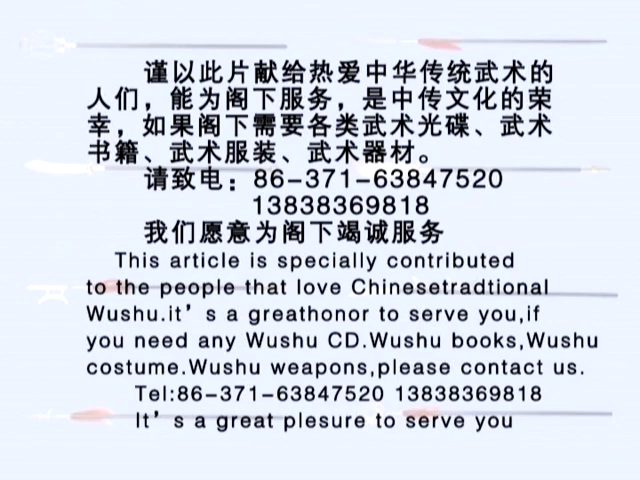 谨以此片献给热爱中华传统武术的
人们，能为阁下服务，是中传文化的荣
幸，如果阁下需要各类武术光碟、武术
书籍、武术服装、武术器材。
请致电：86-371-63847520
13838369818
我们愿意为阁下竭诚服务
This article is specially contributed
to the people that love Chinesetradtional
Wushu.it’s a greathonor to serve you,if
you need any Wushu CD.Wushu books,Wushu
costume.Wushu weapons,please contact us.
Tel:86-371-63847520 13838369818
It’s a great plesure to serve you